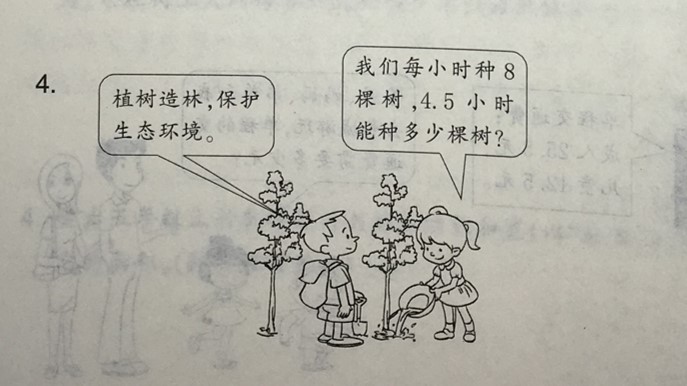 4.
植树造林,保护
生态环境。
我们每小时种8
棵树,4.5小时
能种多少棵树?